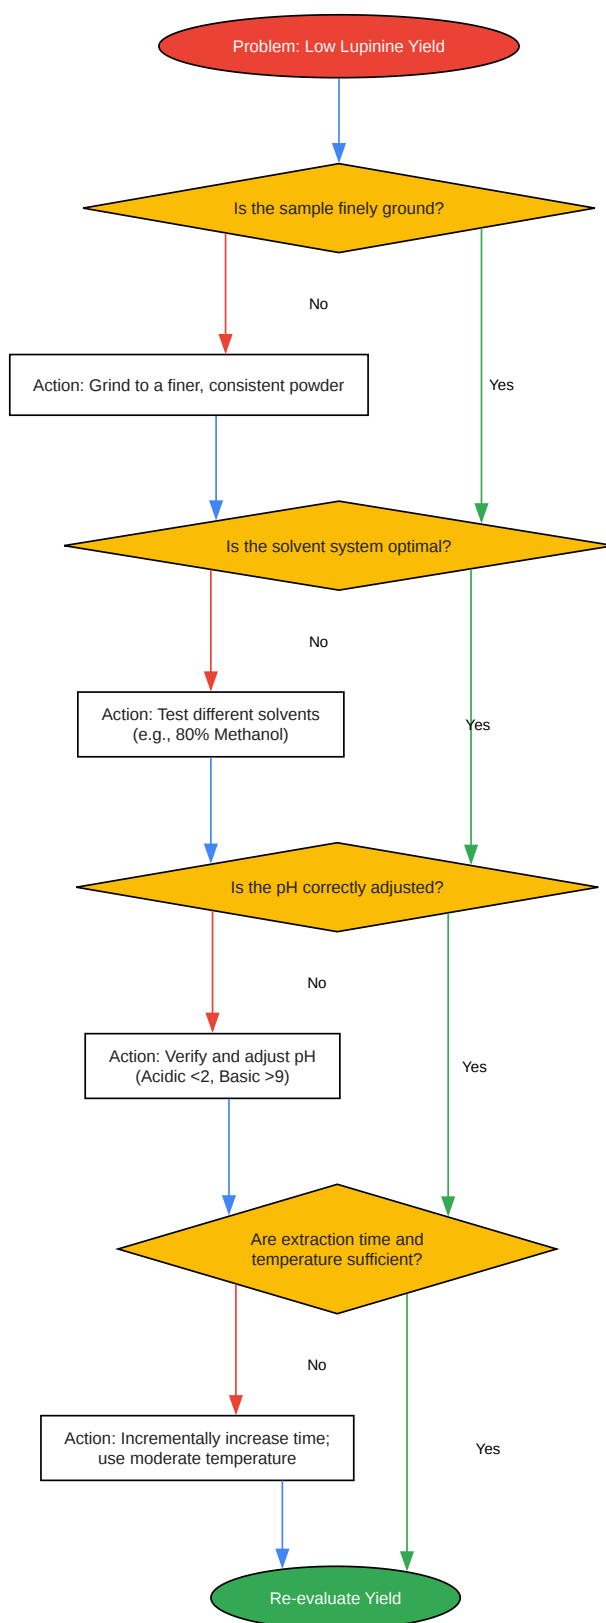 Problem: Low Lupinine Yield
Is the sample finely ground?
No
Action: Grind to a finer, consistent powder
Yes
Is the solvent system optimal?
No
Action: Test different solvents
(e.g., 80% Methanol)
Yes
Is the pH correctly adjusted?
No
Action: Verify and adjust pH
(Acidic <2, Basic >9)
Yes
Are extraction time and
temperature sufficient?
No
Action: Incrementally increase time;
use moderate temperature
Yes
Re-evaluate Yield